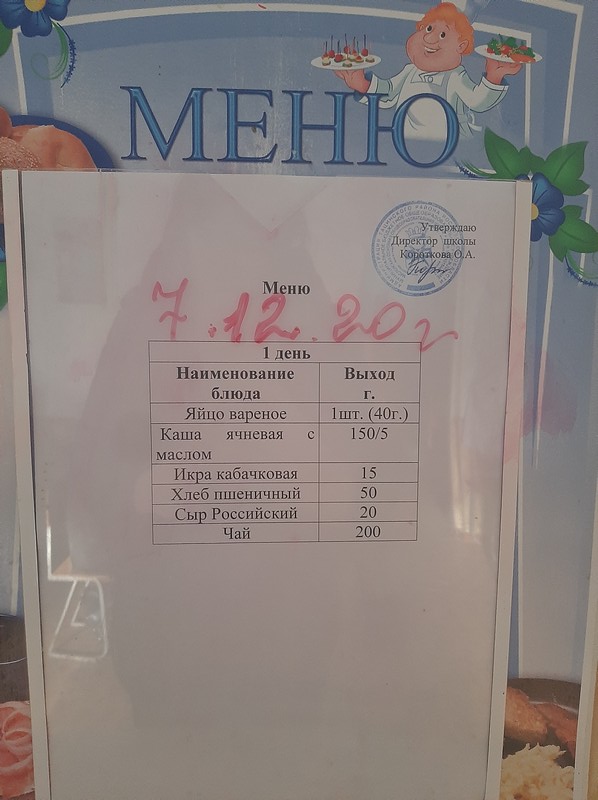 МЕНЮ
Утверждаю
Директор школы
Короткова О.А.
Меню
7.12.20г
1 день
Наименование блюда Выход г.
Яйцо вареное 1шт. (40г.)
Каша ячневая с маслом 150/5
Икра кабачковая 15
Хлеб пшеничный 50
Сыр Российский 20
Чай 200